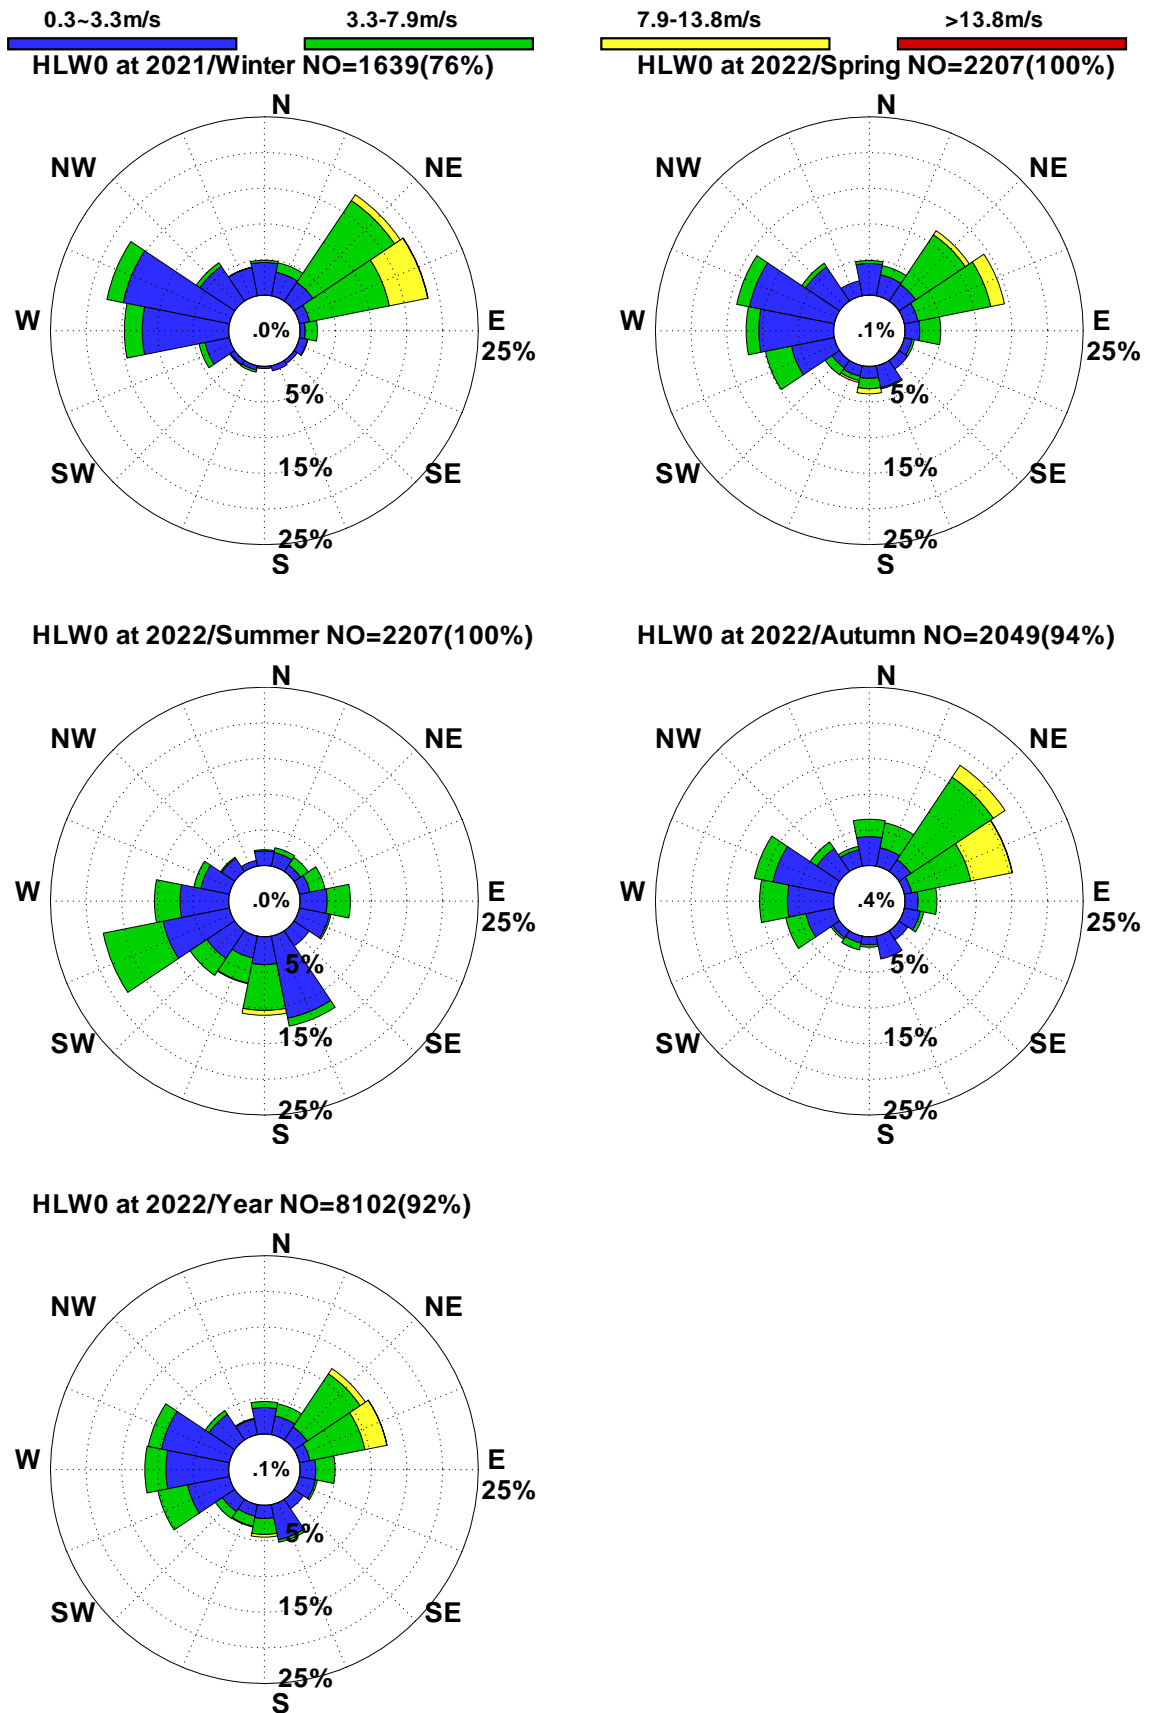 0.3~3.3m/s 3.3-7.9m/s 7.9-13.8m/s >13.8m/s
HLW0 at 2021/Winter NO=1639(76%)
N
NW NE
W .0% E
25%
5%
SW 15% SE
25%
S
HLW0 at 2022/Spring NO=2207(100%)
N
NW NE
W .1% E
25%
5%
SW 15% SE
25%
S
HLW0 at 2022/Summer NO=2207(100%)
N
NW NE
W .0% E
25%
5%
SW 15% SE
25%
S
HLW0 at 2022/Autumn NO=2049(94%)
N
NW NE
W .4% E
25%
5%
SW 15% SE
25%
S
HLW0 at 2022/Year NO=8102(92%)
N
NW NE
W .1% E
25%
5%
SW 15% SE
25%
S